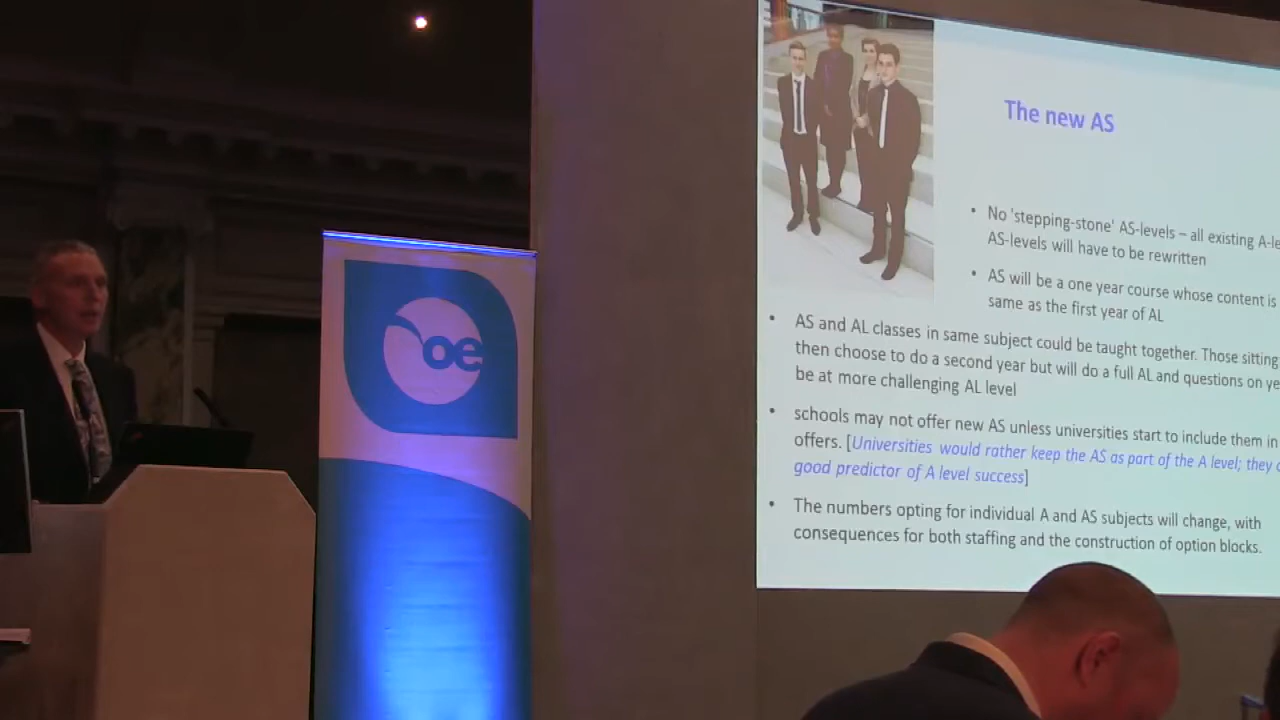 oe
The new AS
• No 'stepping-stone' AS-levels – all existing A-le
AS-levels will have to be rewritten
• AS will be a one year course whose content is
same as the first year of AL
• AS and AL classes in same subject could be taught together. Those sitting
then choose to do a second year but will do a full AL and questions on ye
be at more challenging AL level
• schools may not offer new AS unless universities start to include them in
offers. [Universities would rather keep the AS as part of the A level; they
good predictor of A level success]
• The numbers opting for individual A and AS subjects will change, with
consequences for both staffing and the construction of option blocks.